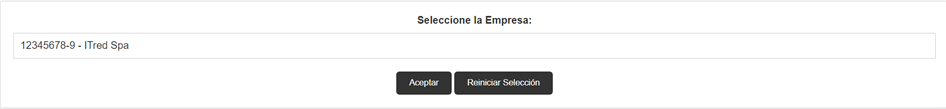 Seleccione la Empresa:
12345678-9 - ITred Spa
Aceptar Reiniciar Selección